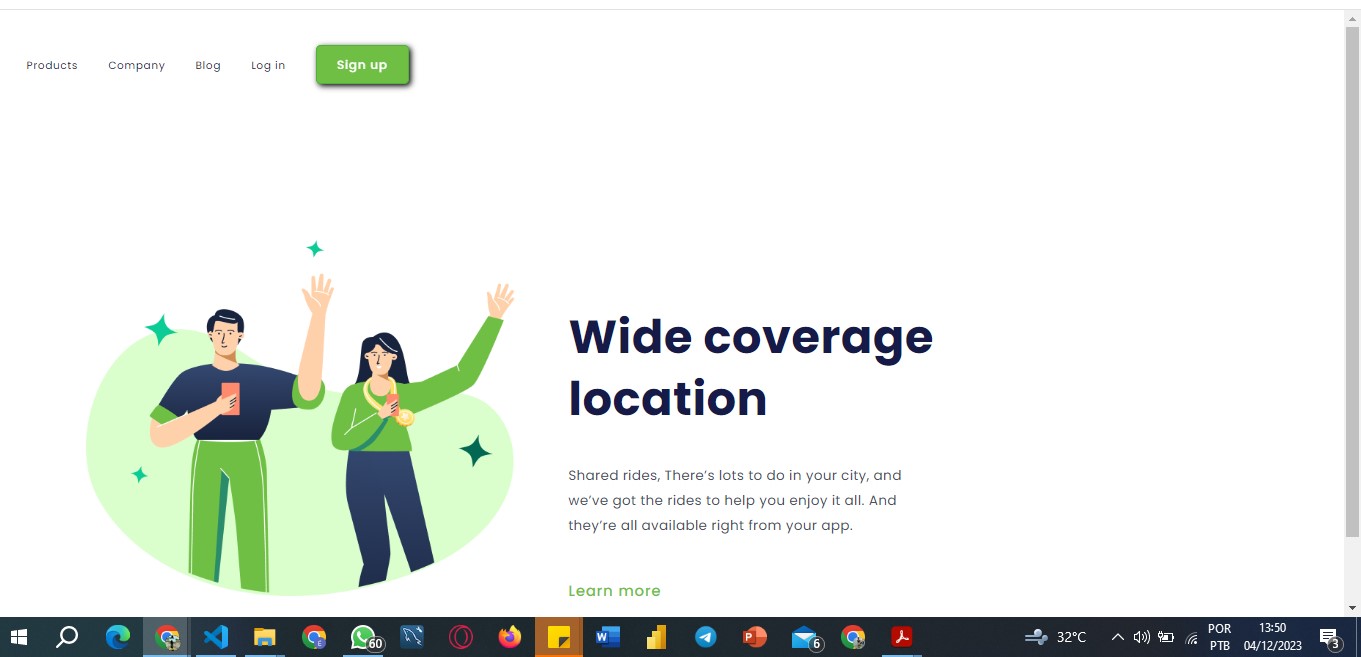 Products Company Blog Log in Sign up
Wide coverage
location
Shared rides, There’s lots to do in your city, and
we’ve got the rides to help you enjoy it all. And
they’re all available right from your app.
Learn more
60
6
32°C
POR
PTB
13:50
04/12/2023
3